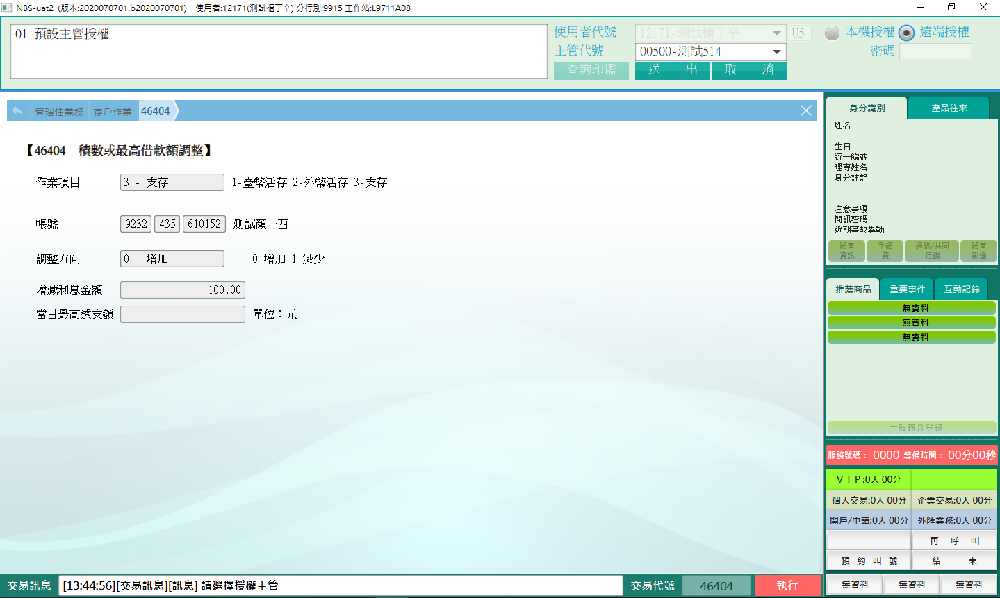 NBS-uat2 (版本:2020070701.b2020070701) 使用者:12171(測試櫃丁辛) 分行別:9915 工作站:L9711A08
01-預設主管授權
使用者代號 12171-測試櫃丁辛 U5 本機授權 遠端授權
主管代號 00500-測試514 密碼
查詢印鑑 送 出 取 消
管理性業務 存戶作業 46404
【46404 積數或最高借款額調整】
作業項目 3 - 支存 1-臺幣活存 2-外幣活存 3-支存
帳號 9232 435 610152 測試顏一酉
調整方向 0 - 增加 0-增加 1-減少
增減利息金額 100.00
當日最高透支額 單位：元
身分識別 產品往來
姓名
生日
統一編號
理專姓名
身分註記
注意事項
簡訊密碼
近期事故異動
顧客資訊 手續費 通路/共同行銷 顧客影像
推薦商品 重要事件 互動記錄
無資料
無資料
無資料
一般轉介登錄
服務號碼： 0000 等候時間： 00分00秒
ＶＩＰ:0人 00分
個人交易:0人 00分 企業交易:0人 00分
開戶/申請:0人 00分 外匯業務:0人 00分
再 呼 叫
預 約 叫 號 結 束
無資料 無資料 無資料
交易訊息 [13:44:56][交易訊息][訊息] 請選擇授權主管 交易代號 46404 執行